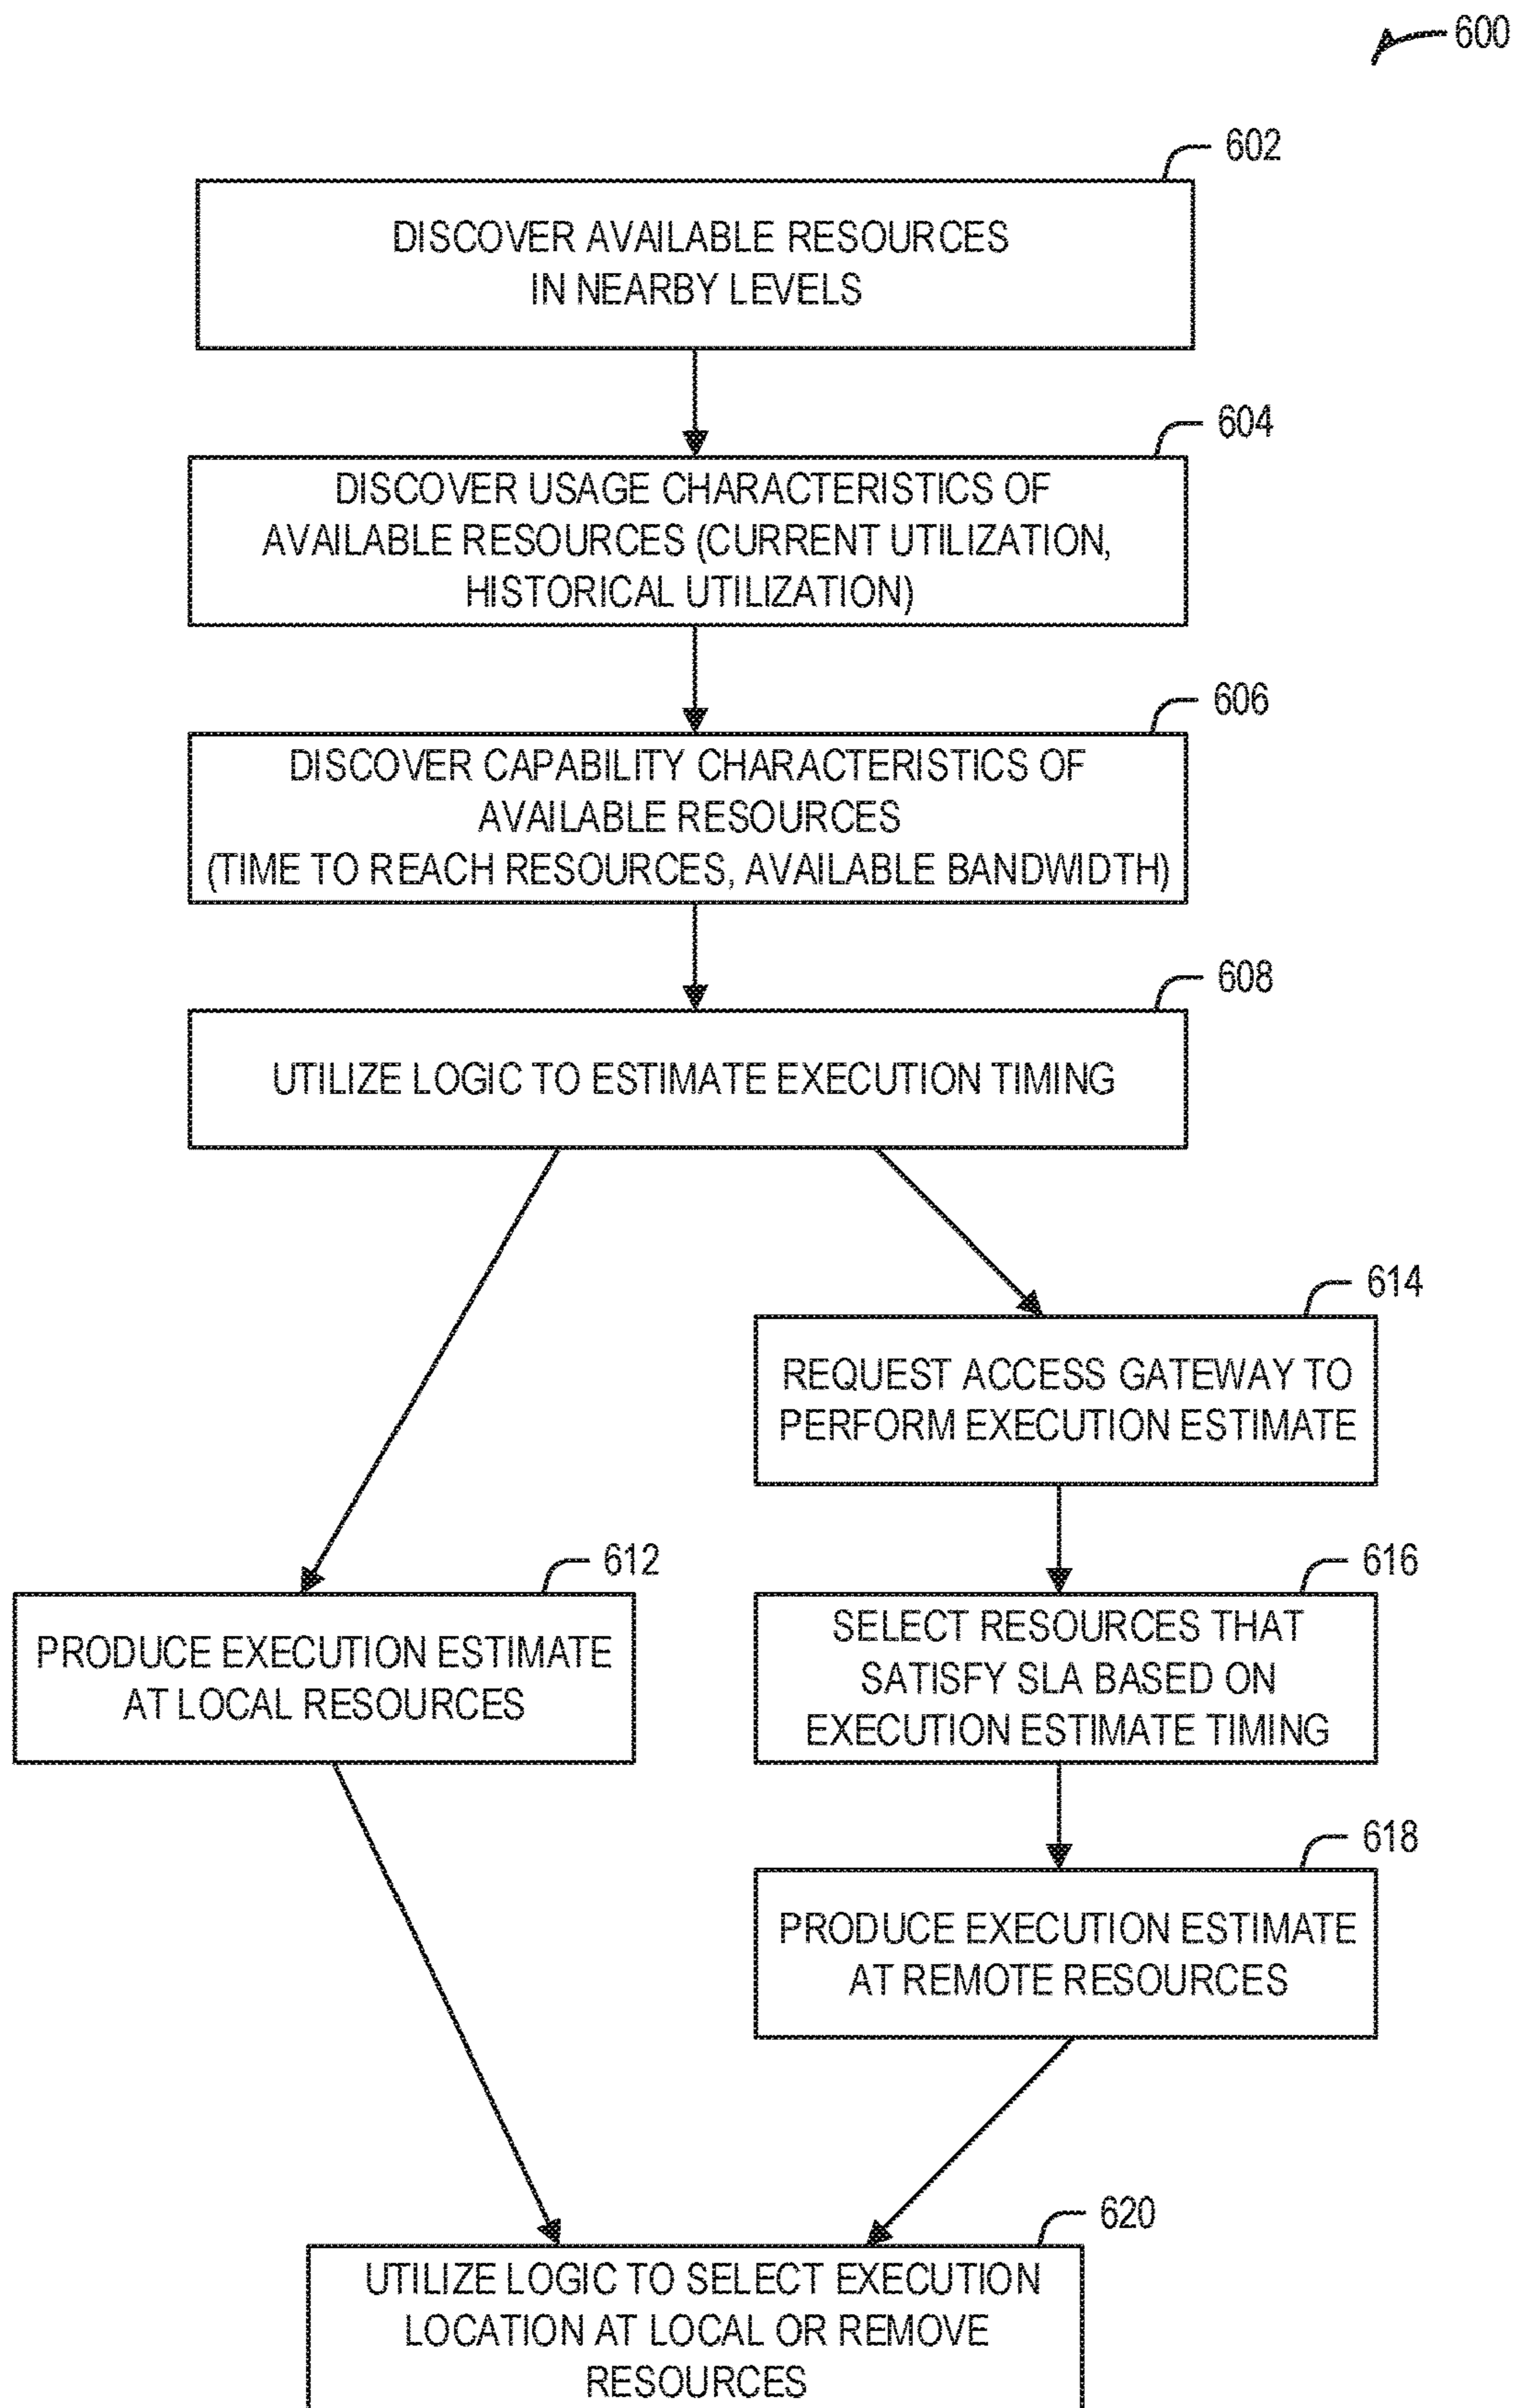 600
602
DISCOVER AVAILABLE RESOURCES
IN NEARBY LEVELS
604
DISCOVER USAGE CHARACTERISTICS OF
AVAILABLE RESOURCES (CURRENT UTILIZATION,
HISTORICAL UTILIZATION)
606
DISCOVER CAPABILITY CHARACTERISTICS OF
AVAILABLE RESOURCES
(TIME TO REACH RESOURCES, AVAILABLE BANDWIDTH)
608
UTILIZE LOGIC TO ESTIMATE EXECUTION TIMING
614
REQUEST ACCESS GATEWAY TO
PERFORM EXECUTION ESTIMATE
612
PRODUCE EXECUTION ESTIMATE
AT LOCAL RESOURCES
616
SELECT RESOURCES THAT
SATISFY SLA BASED ON
EXECUTION ESTIMATE TIMING
618
PRODUCE EXECUTION ESTIMATE
AT REMOTE RESOURCES
620
UTILIZE LOGIC TO SELECT EXECUTION
LOCATION AT LOCAL OR REMOVE
RESOURCES